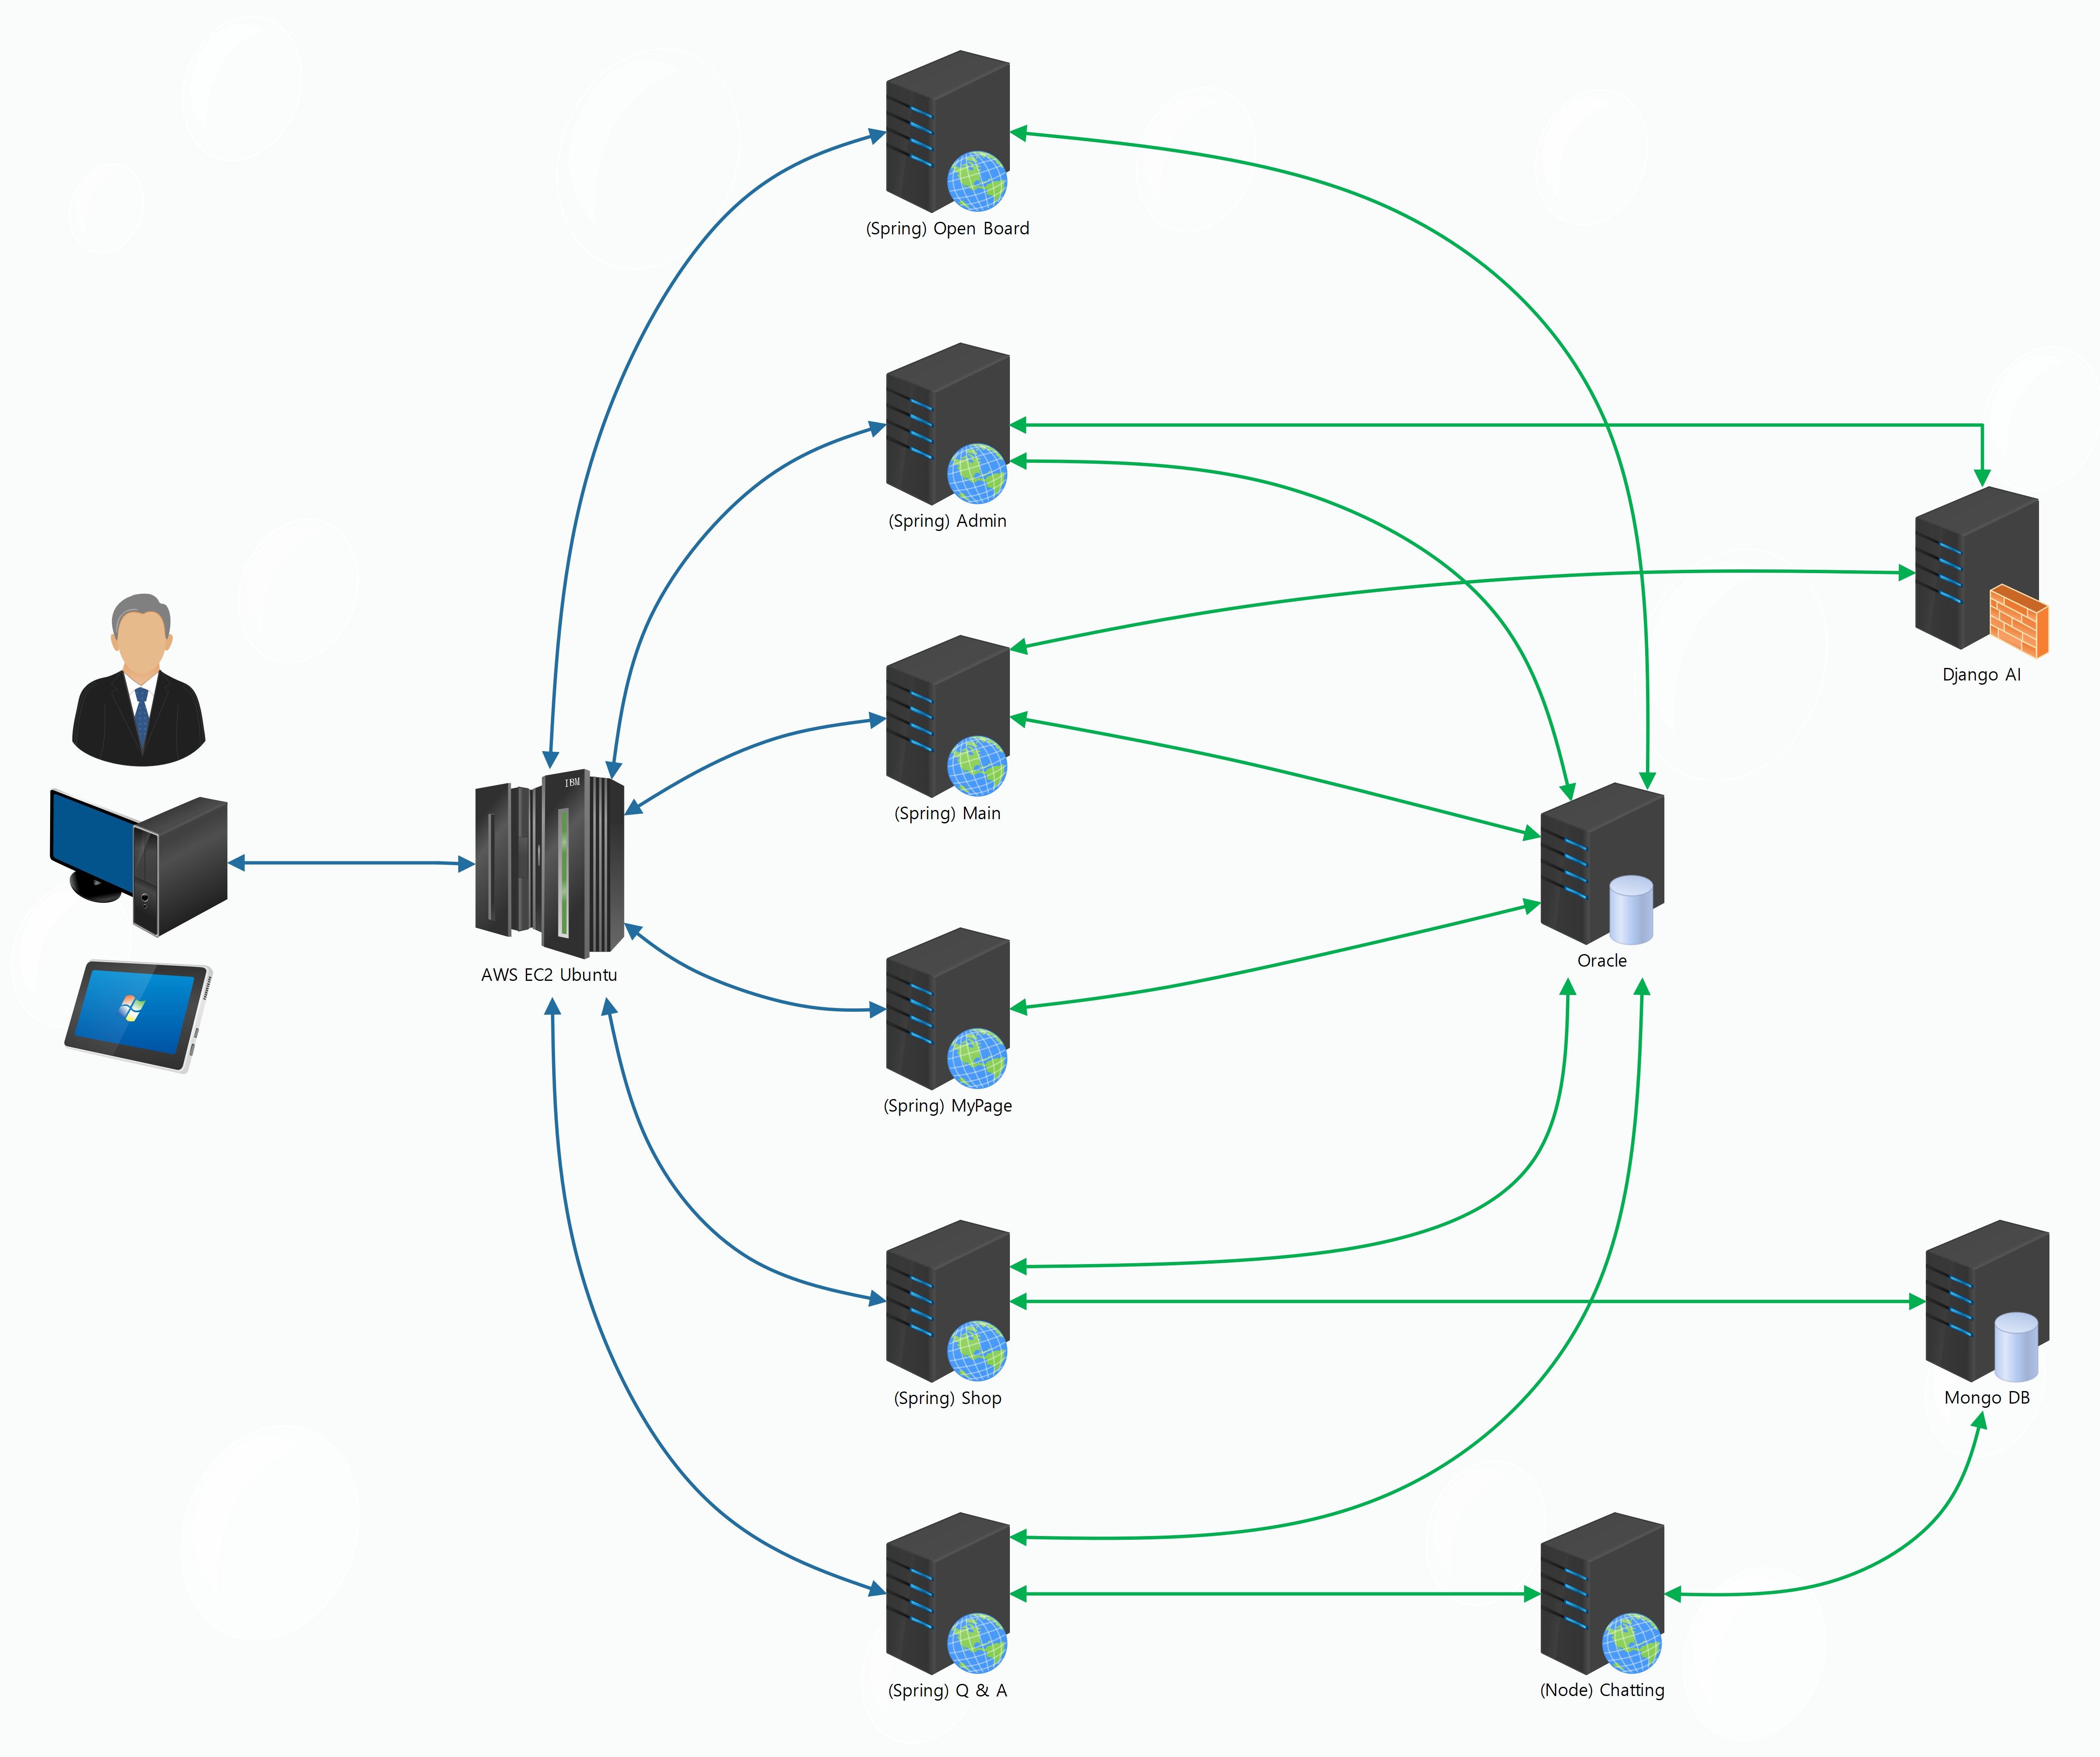 (Spring) Open Board
(Spring) Admin
Django AI
IBM
(Spring) Main
Oracle
AWS EC2 Ubuntu
(Spring) MyPage
(Spring) Shop
Mongo DB
(Spring) Q & A
(Node) Chatting